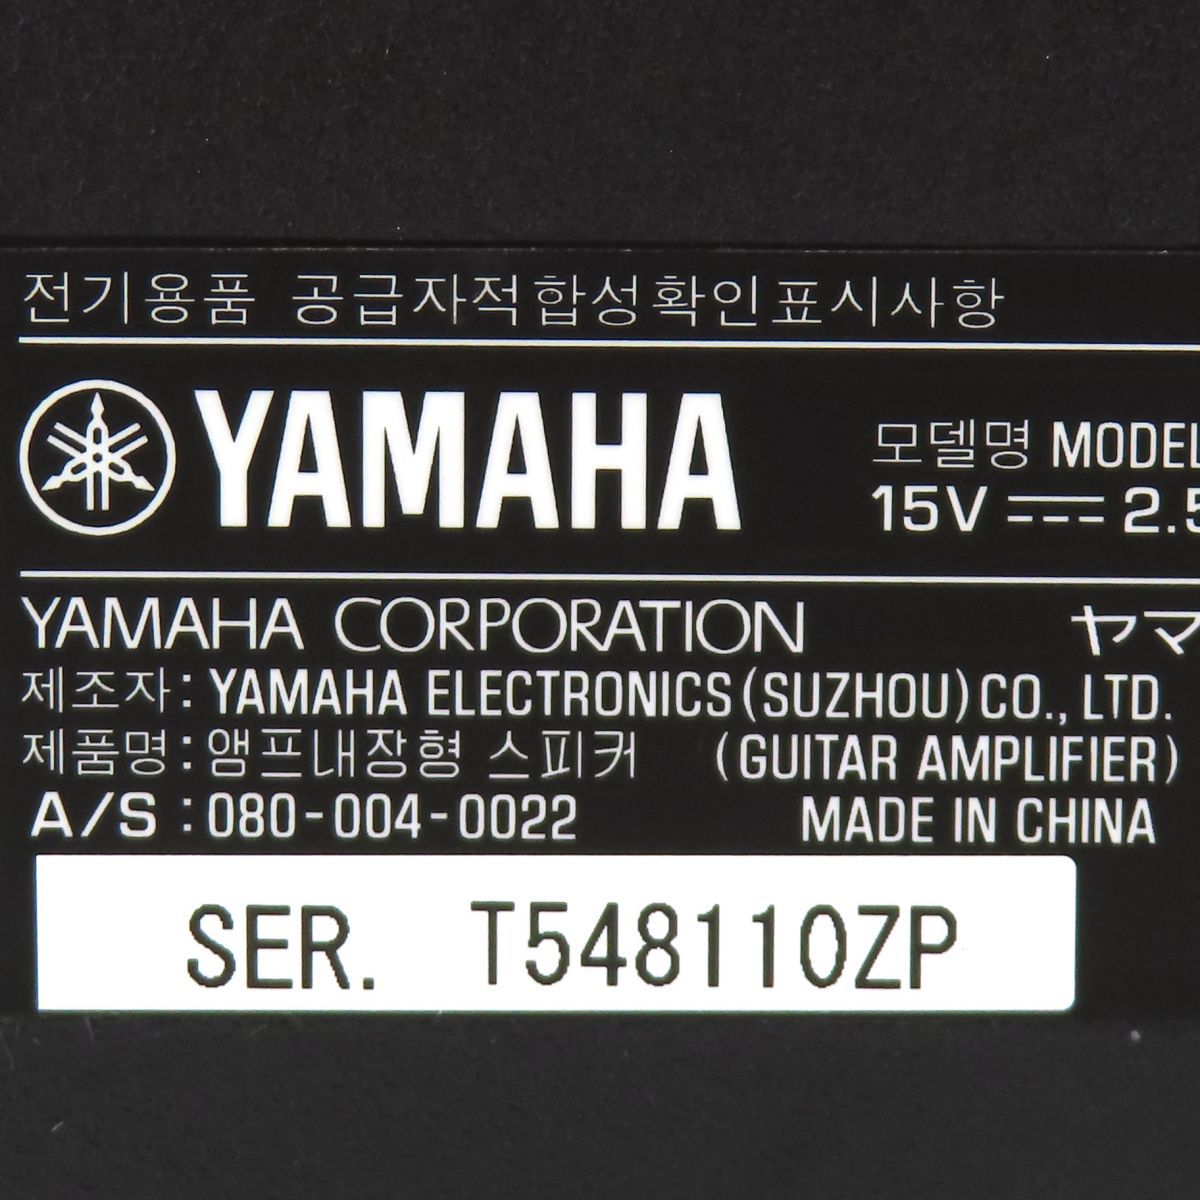 전기용품 공급자적합성확인표시사항
YAMAHA
모델명 MODEL
15V 2.5
YAMAHA CORPORATION ヤマ
제조자: YAMAHA ELECTRONICS(SUZHOU)CO., LTD.
제품명: 앰프내장형 스피커 (GUITAR AMPLIFIER)
A/S :080-004-0022 MADE IN CHINA
SER. T548110ZP